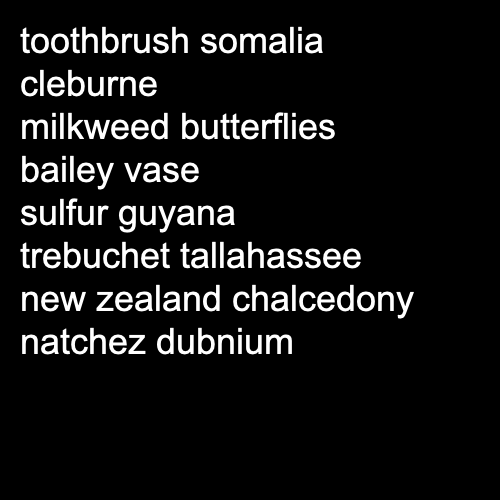 toothbrush somalia
cleburne
milkweed butterflies
bailey vase
sulfur guyana
trebuchet tallahassee
new zealand chalcedony
natchez dubnium